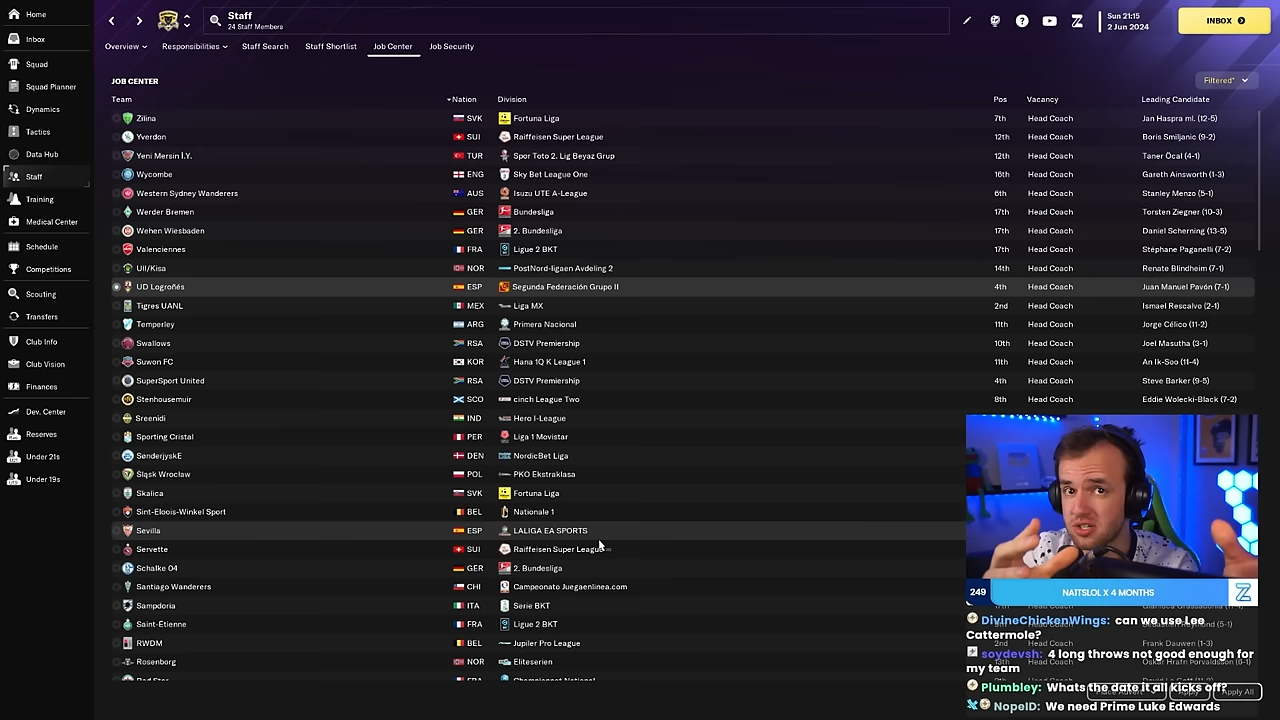 Home
Inbox
Squad
Squad Planner
Dynamics
Tactics
Data Hub
Staff
Training
Medical Center
Schedule
Competitions
Scouting
Transfers
Club Info
Club Vision
Finances
Dev. Center
Reserves
Under 21s
Under 19s
Staff
24 Staff Members
Sun 21:15
2 Jun 2024
INBOX
Overview Responsibilities Staff Search Staff Shortlist Job Center Job Security
JOB CENTER
Filtered*
Team Nation Division Pos Vacancy Leading Candidate
Zilina SVK Fortuna Liga 7th Head Coach Jan Haspra ml. (12-5)
Yverdon SUI Raiffeisen Super League 12th Head Coach Boris Smiljanic (9-2)
Yeni Mersin İ.Y. TUR Spor Toto 2. Lig Beyaz Grup 12th Head Coach Taner Öcal (4-1)
Wycombe ENG Sky Bet League One 16th Head Coach Gareth Ainsworth (1-3)
Western Sydney Wanderers AUS Isuzu UTE A-League 6th Head Coach Stanley Menzo (5-1)
Werder Bremen GER Bundesliga 17th Head Coach Torsten Ziegner (10-3)
Wehen Wiesbaden GER 2. Bundesliga 17th Head Coach Daniel Scherning (13-5)
Valenciennes FRA Ligue 2 BKT 17th Head Coach Stéphane Paganelli (7-2)
Ull/Kisa NOR PostNord-ligaen Avdeling 2 14th Head Coach Renate Blindheim (7-1)
UD Logroñés ESP Segunda Federación Grupo II 4th Head Coach Juan Manuel Pavón (7-1)
Tigres UANL MEX Liga MX 2nd Head Coach Ismael Rescalvo (2-1)
Temperley ARG Primera Nacional 11th Head Coach Jorge Célico (11-2)
Swallows RSA DSTV Premiership 10th Head Coach Joel Masutha (3-1)
Suwon FC KOR Hana 1Q K League 1 11th Head Coach An Ik-Soo (11-4)
SuperSport United RSA DSTV Premiership 4th Head Coach Steve Barker (9-5)
Stenhousemuir SCO cinch League Two 8th Head Coach Eddie Wolecki-Black (7-2)
Sreenidi IND Hero I-League
Sporting Cristal PER Liga 1 Movistar
SønderjyskE DEN NordicBet Liga
Śląsk Wrocław POL PKO Ekstraklasa
Skalica SVK Fortuna Liga
Sint-Eloois-Winkel Sport BEL Nationale 1
Sevilla ESP LALIGA EA SPORTS
Servette SUI Raiffeisen Super League
Schalke 04 GER 2. Bundesliga
Santiago Wanderers CHI Campeonato Juegaenlinea.com
Sampdoria ITA Serie BKT
Saint-Etienne FRA Ligue 2 BKT
RWDM BEL Jupiler Pro League 2nd Head Coach Frank Dauwen (1-3)
Rosenborg NOR Eliteserien
249 NAITSLOL X 4 MONTHS
DivineChickenWings: can we use Lee
Cattermole?
soydevsh: 4 long throws not good enough for
my team
Plumbley: Whats the date it all kicks off?
NopeID: We need Prime Luke Edwards
Apply All